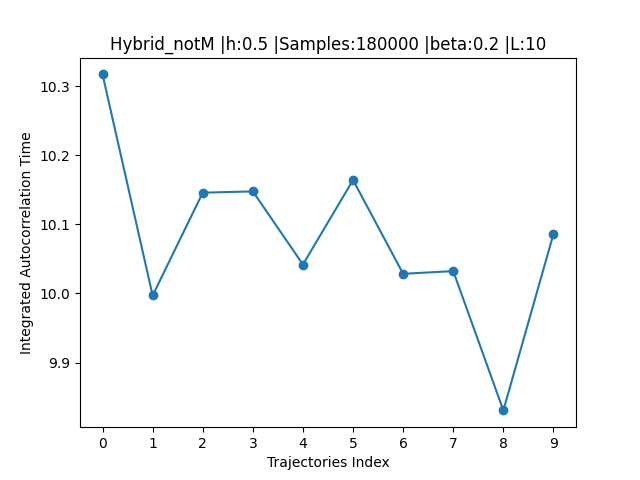 Hybrid_notM |h:0.5 |Samples:180000 |beta:0.2 |L:10
Integrated Autocorrelation Time
10.3
10.2
10.1
10.0
9.9
0 1 2 3 4 5 6 7 8 9
Trajectories Index